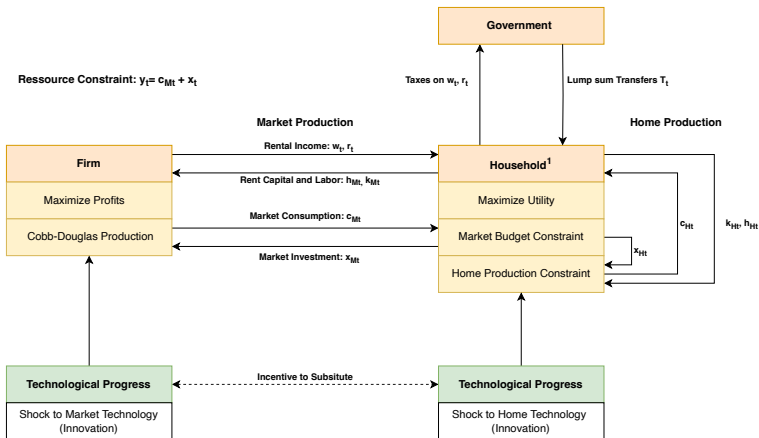 Government
Ressource Constraint: yt= cMt + xt
Taxes on wt, rt
Lump sum Transfers Tt
Market Production
Home Production
Rental Income: wt, rt
Firm
Household1
Rent Capital and Labor: hMt, kMt
Maximize Profits
Maximize Utility
Market Consumption: cMt
cHt
kHt, hHt
Cobb-Douglas Production
Market Budget Constraint
xHt
Market Investment: xMt
Home Production Constraint
Technological Progress
Incentive to Subsitute
Technological Progress
Shock to Market Technology
(Innovation)
Shock to Home Technology
(Innovation)